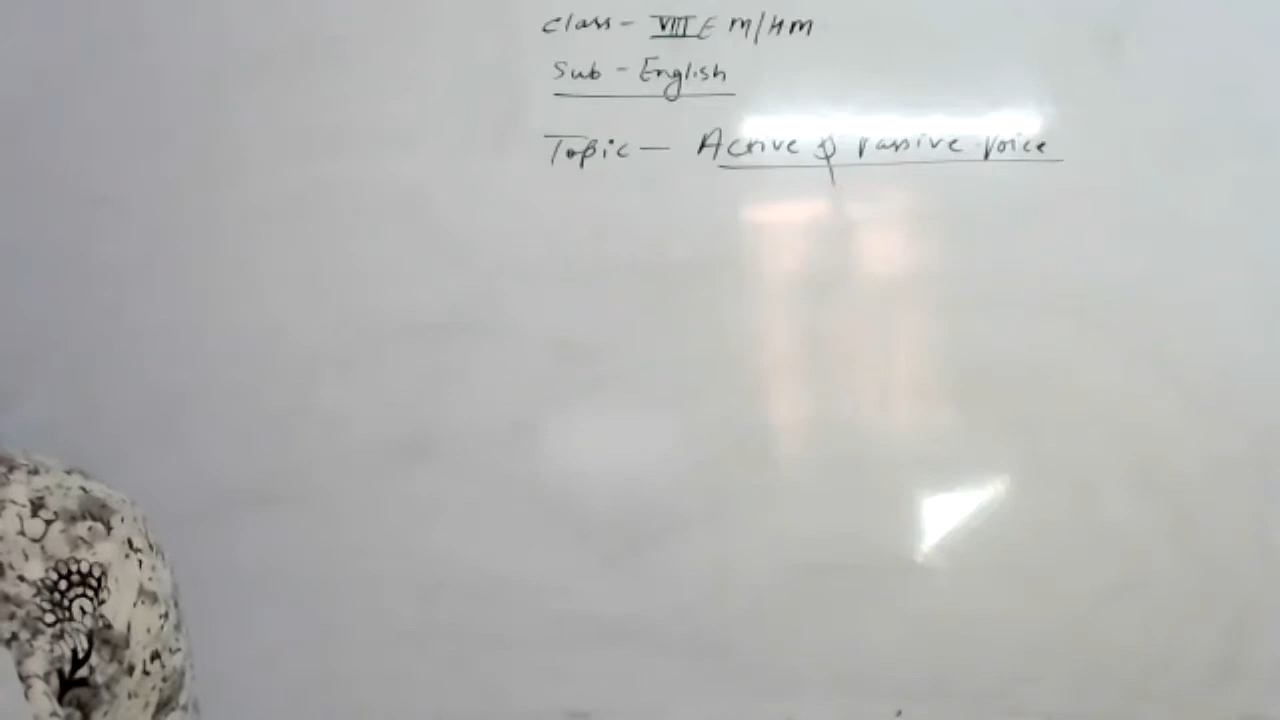 Class - VIII E M/HM
Sub - English
Topic - Active & Passive Voice